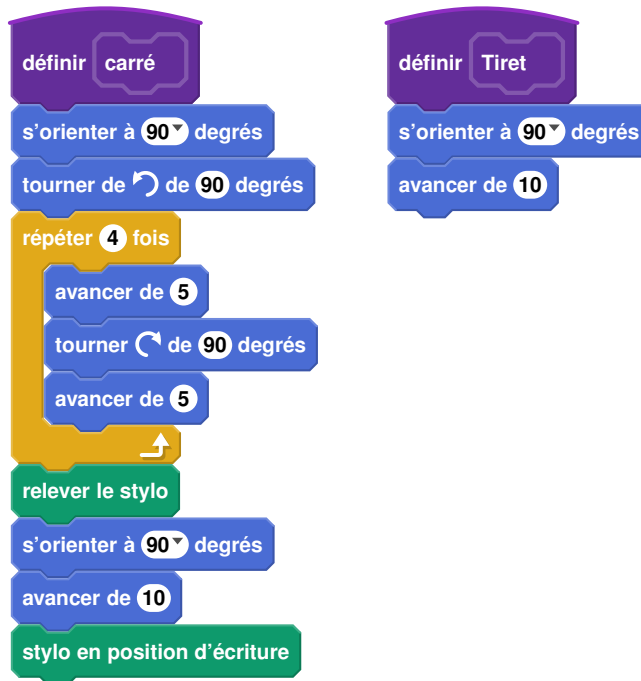 définir carré
s'orienter à 90 degrés
tourner de de 90 degrés
répéter 4 fois
avancer de 5
tourner de 90 degrés
avancer de 5
relever le stylo
s'orienter à 90 degrés
avancer de 10
stylo en position d'écriture
définir Tiret
s'orienter à 90 degrés
avancer de 10